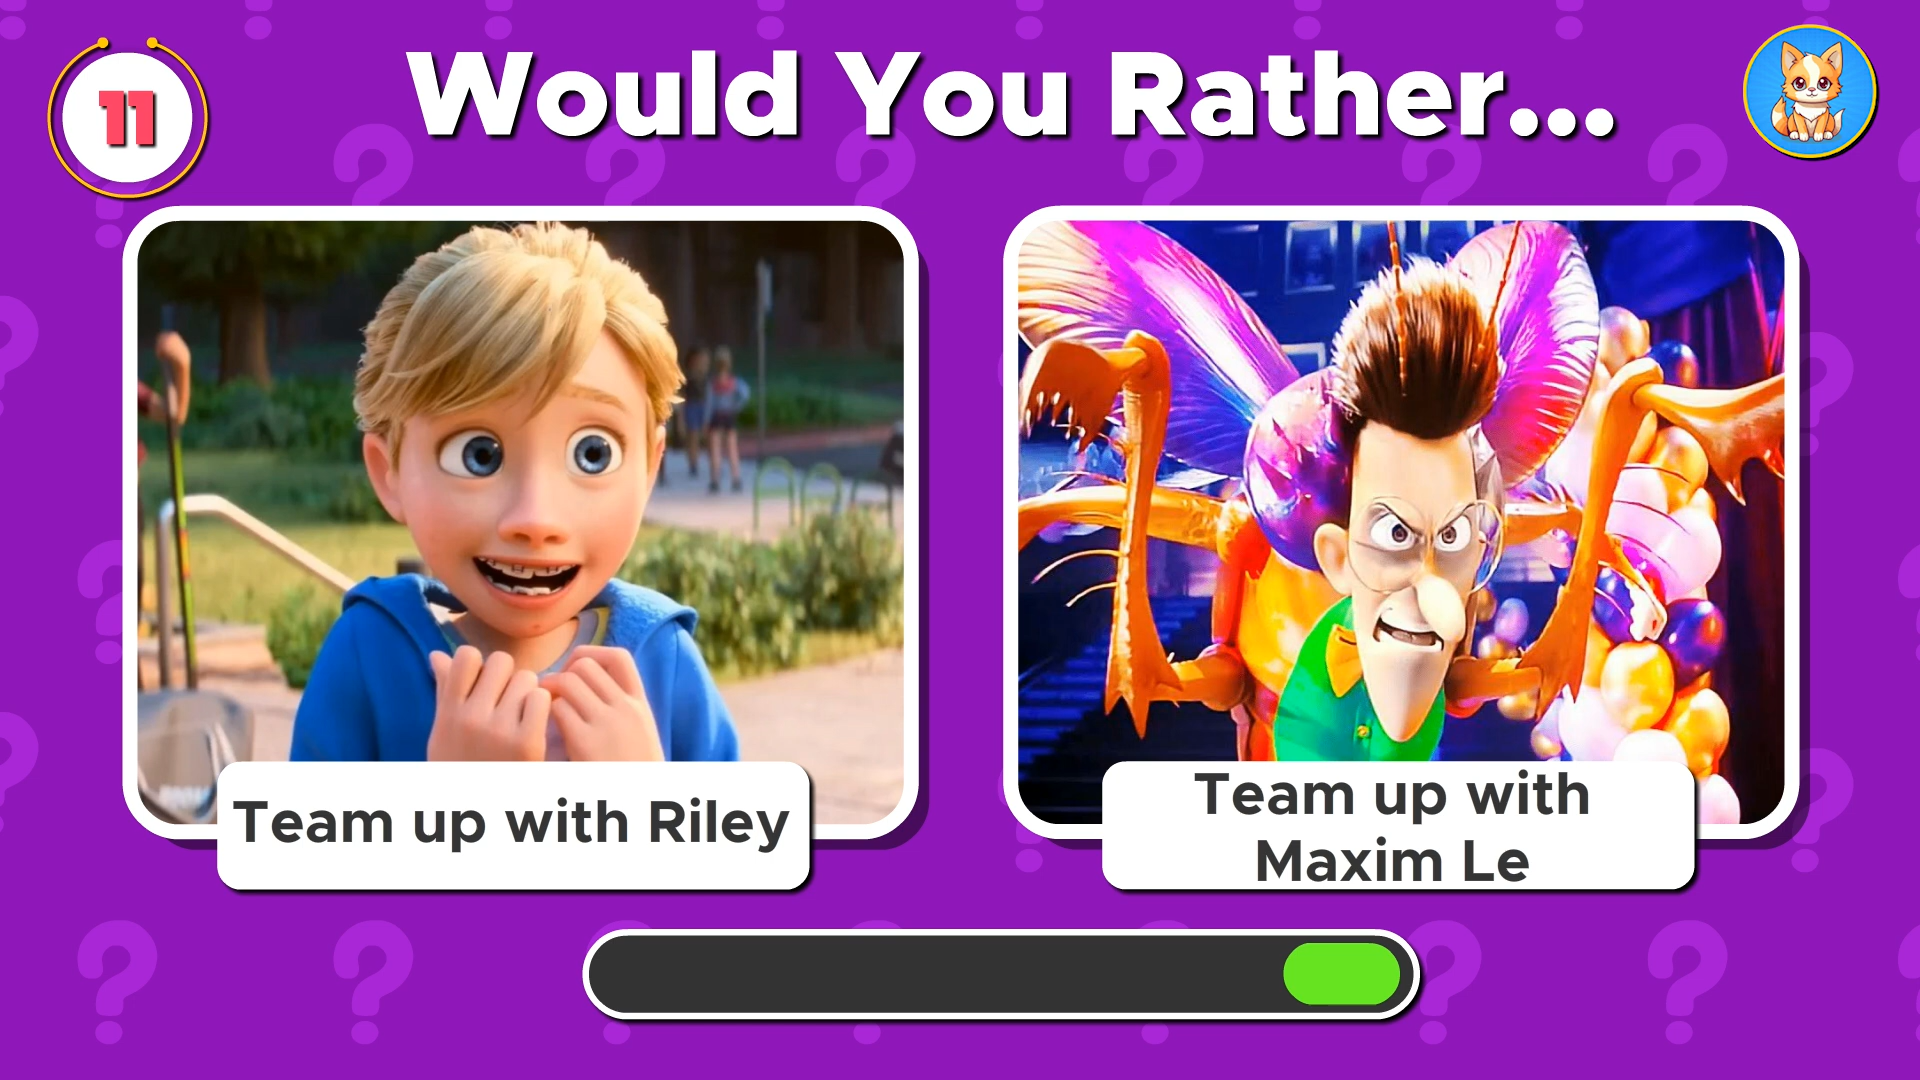 11
Would You Rather...
Team up with Riley
Team up with
Maxim Le